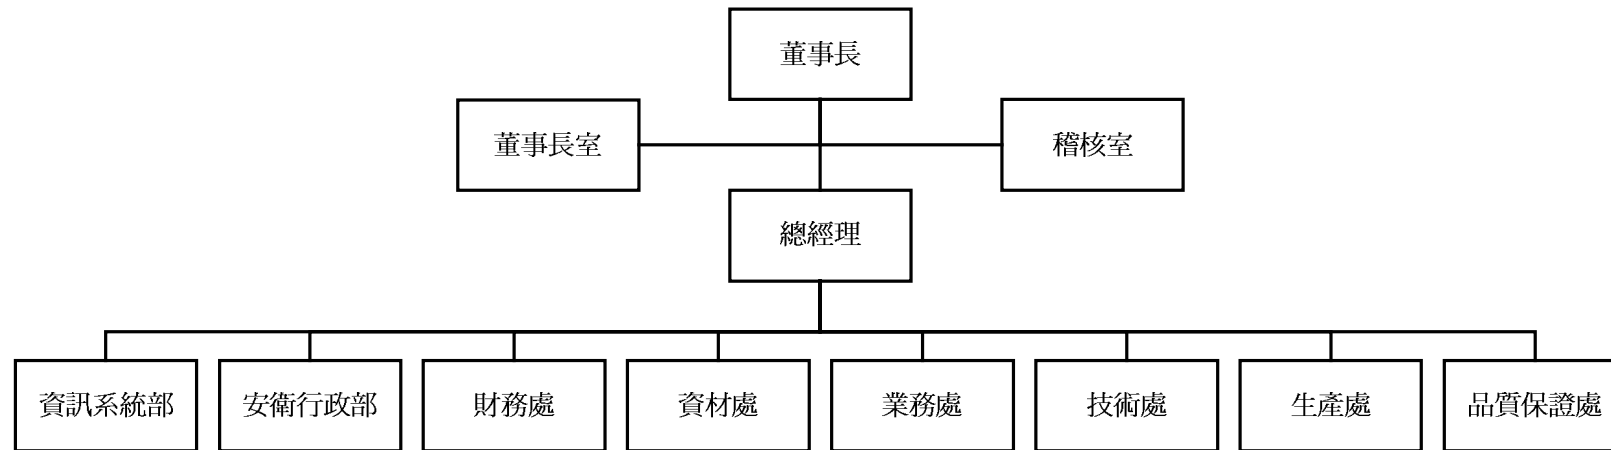 董事長
董事長室
稽核室
總經理
資訊系統部
安衛行政部
財務處
資材處
業務處
技術處
生產處
品質保證處